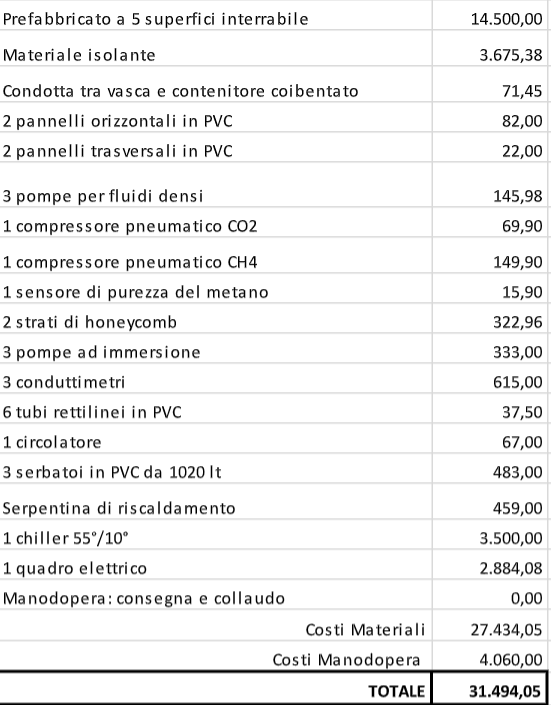 Prefabbricato a 5 superfici interrabile 14.500,00
Materiale isolante 3.675,38
Condotta tra vasca e contenitore coibentato 71,45
2 pannelli orizzontali in PVC 82,00
2 pannelli trasversali in PVC 22,00
3 pompe per fluidi densi 145,98
1 compressore pneumatico CO2 69,90
1 compressore pneumatico CH4 149,90
1 sensore di purezza del metano 15,90
2 strati di honeycomb 322,96
3 pompe ad immersione 333,00
3 conduttimetri 615,00
6 tubi rettilinei in PVC 37,50
1 circolatore 67,00
3 serbatoi in PVC da 1020 lt 483,00
Serpentina di riscaldamento 459,00
1 chiller 55°/10° 3.500,00
1 quadro elettrico 2.884,08
Manodopera: consegna e collaudo 0,00
Costi Materiali 27.434,05
Costi Manodopera 4.060,00
TOTALE 31.494,05